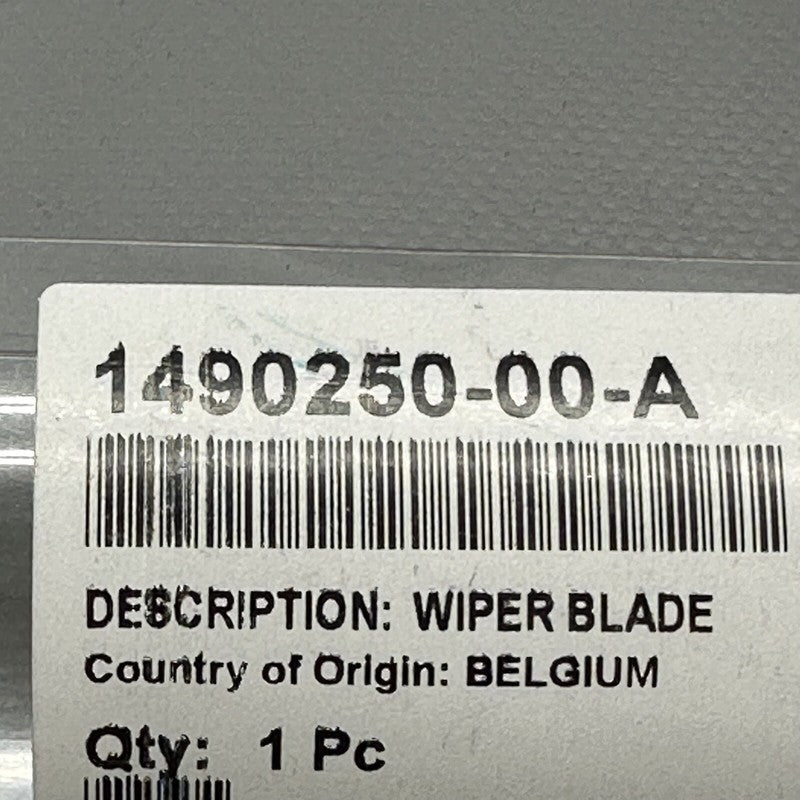 1490250-00-A
DESCRIPTION: WIPER BLADE
Country of Origin: BELGIUM
Qty: 1 Pc